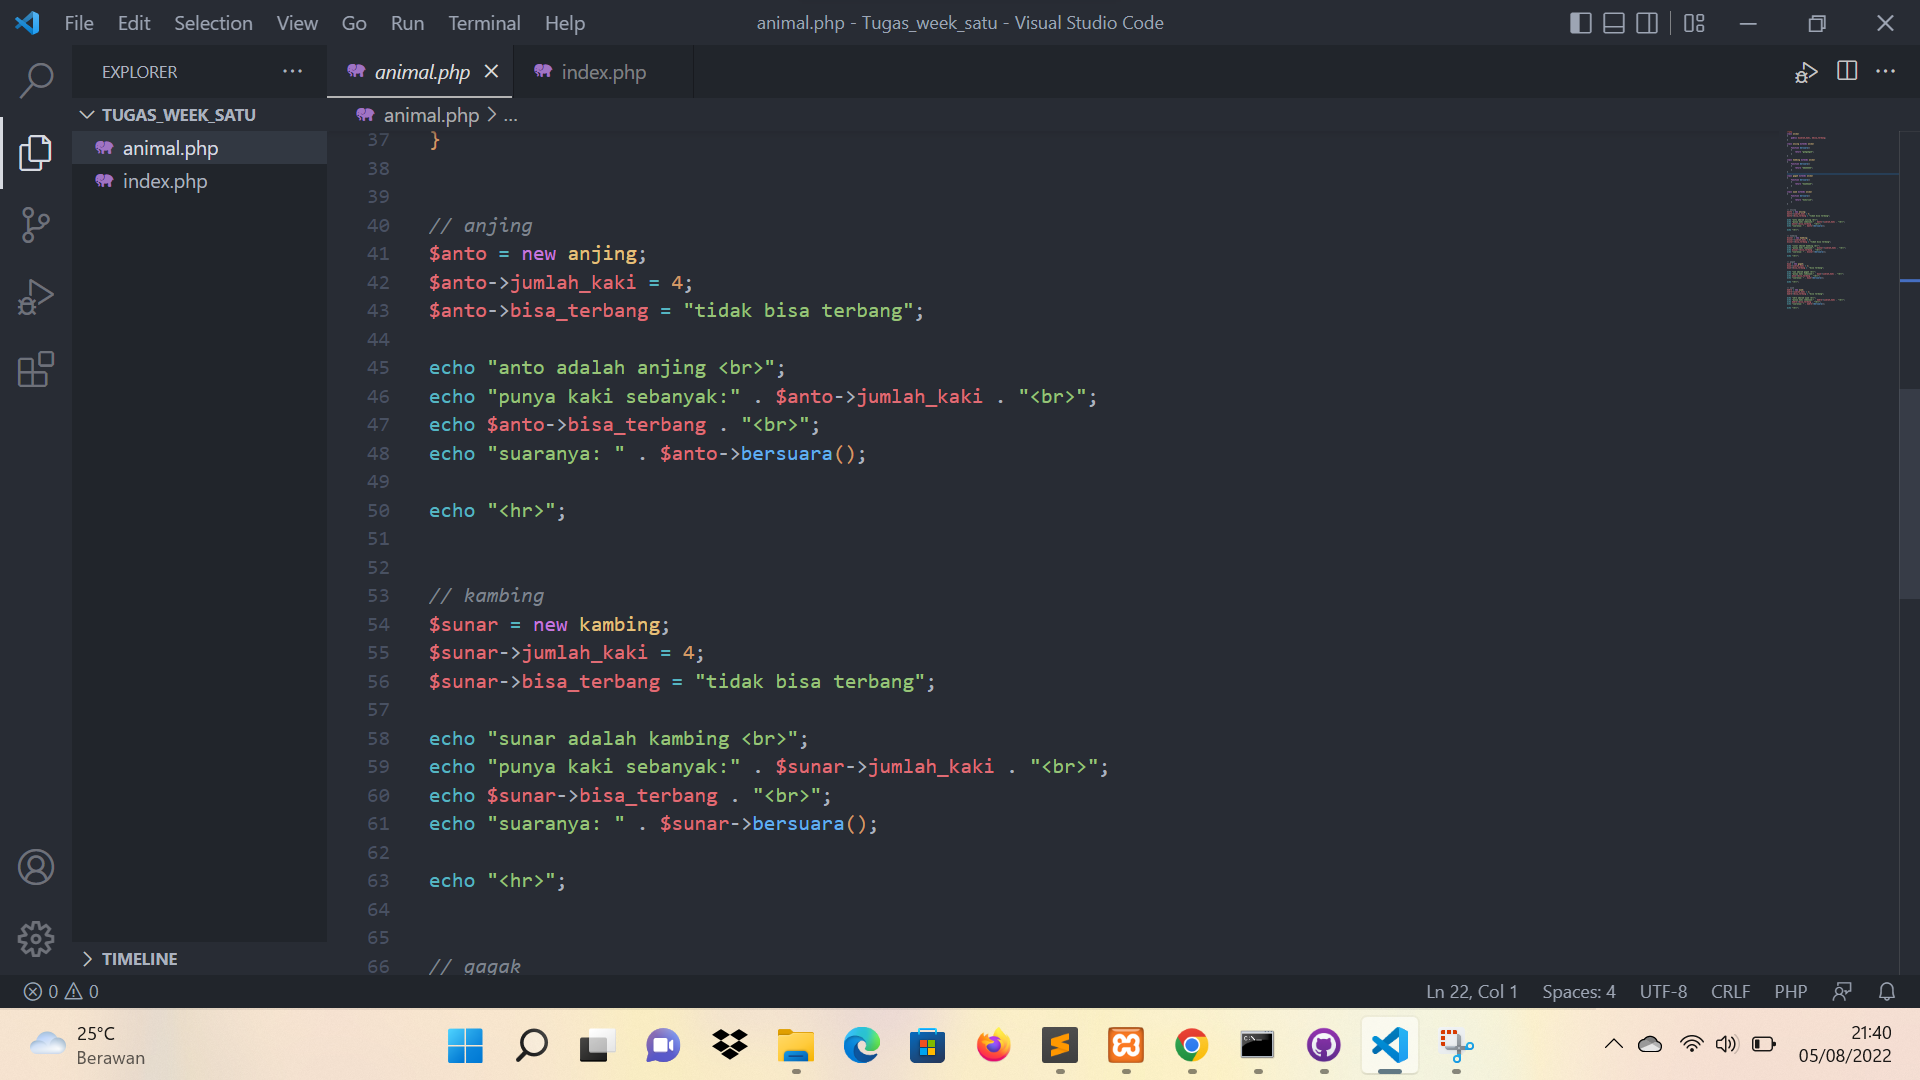 File Edit Selection View Go Run Terminal Help
animal.php - Tugas_week_satu - Visual Studio Code
EXPLORER
animal.php
index.php
TUGAS_WEEK_SATU
animal.php > ...
animal.php
index.php
37 }
38
39
40 // anjing
41 $anto = new anjing;
42 $anto->jumlah_kaki = 4;
43 $anto->bisa_terbang = "tidak bisa terbang";
44
45 echo "anto adalah anjing <br>";
46 echo "punya kaki sebanyak:" . $anto->jumlah_kaki . "<br>";
47 echo $anto->bisa_terbang . "<br>";
48 echo "suaranya: " . $anto->bersuara();
49
50 echo "<hr>";
51
52
53 // kambing
54 $sunar = new kambing;
55 $sunar->jumlah_kaki = 4;
56 $sunar->bisa_terbang = "tidak bisa terbang";
57
58 echo "sunar adalah kambing <br>";
59 echo "punya kaki sebanyak:" . $sunar->jumlah_kaki . "<br>";
60 echo $sunar->bisa_terbang . "<br>";
61 echo "suaranya: " . $sunar->bersuara();
62
63 echo "<hr>";
64
65
66 // gagak
TIMELINE
0 0
Ln 22, Col 1 Spaces: 4 UTF-8 CRLF PHP
25°C
Berawan
21:40
05/08/2022